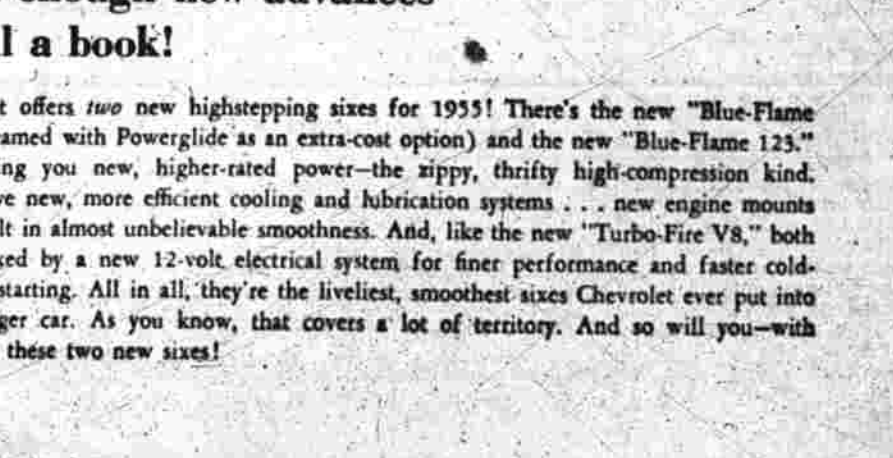 enough new advances
l a book!
t offers two new highstepping sixes for 1955! There's the new "Blue-Flame
amed with Powerglide as an extra-cost option) and the new "Blue-Flame 123."
ng you new, higher-rated power—the zippy, thrifty high-compression kind.
ve new, more efficient cooling and lubrication systems . . . new engine mounts
lt in almost unbelievable smoothness. And, like the new "Turbo-Fire V8," both
ked by a new 12-volt electrical system for finer performance and faster cold-
starting. All in all, they're the liveliest, smoothest sixes Chevrolet ever put into
ger car. As you know, that covers a lot of territory. And so will you—with
these two new sixes!